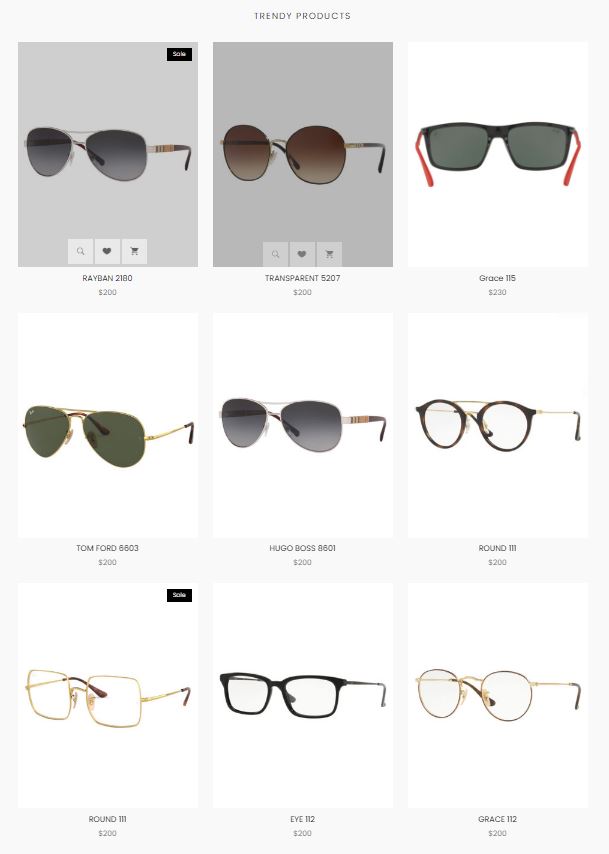 TRENDY PRODUCTS
Sale
RAYBAN 2180
$200
TRANSPARENT 5207
$200
Grace 115
$230
TOM FORD 6603
$200
HUGO BOSS 8601
$200
ROUND 111
$200
Sale
ROUND 111
$200
EYE 112
$200
GRACE 112
$200